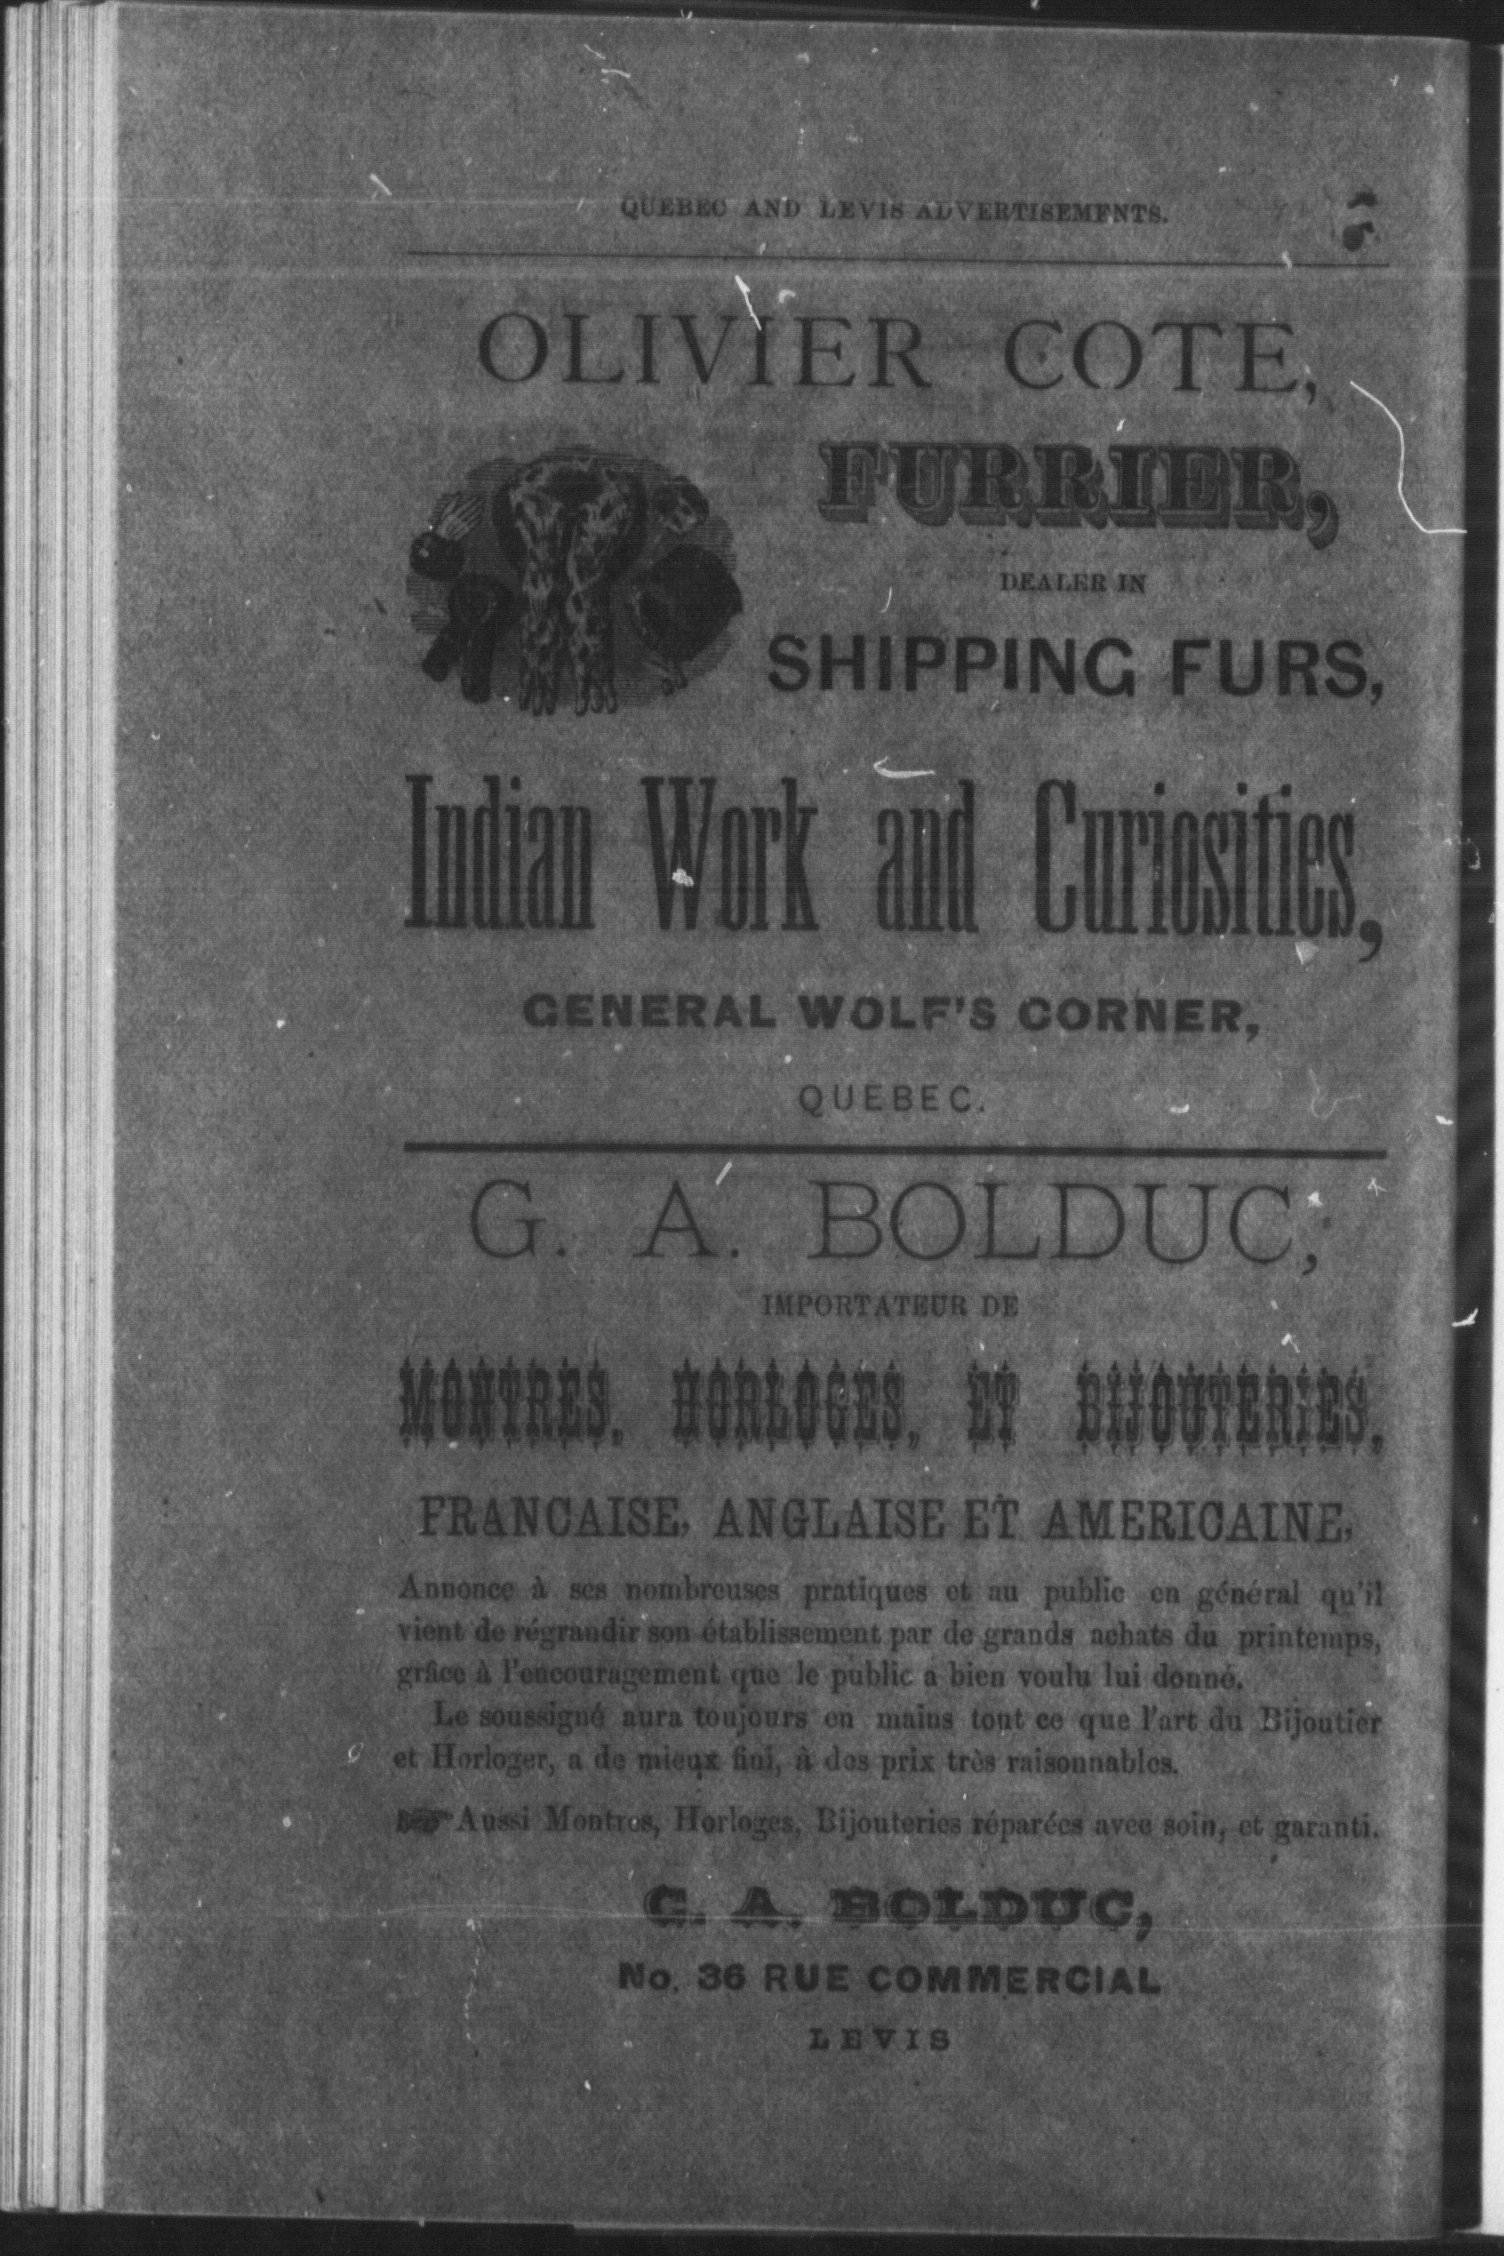 QUEBEC AND LEVIS ADVERTISEMENTS.
OLIVIER COTE,
FURRIER,
DEALER IN
SHIPPING FURS,
Indian Work and Curiosities,
GENERAL WOLF'S CORNER,
QUEBEC.
G. A. BOLDUC,
IMPORTATEUR DE
MONTRES, HORLOGES, ET BIJOUTERIES,
FRANCAISE, ANGLAISE ET AMERICAINE,
Annonce à ses nombreuses pratiques et au public en général qu'il
vient de régrandir son établissement par de grands achats du printemps,
grâce à l'encouragement que le public a bien voulu lui donné.
Le soussigné aura toujours en mains tout ce que l'art du Bijoutier
et Horloger, a de mieux fini, à des prix très raisonnables.
Aussi Montres, Horloges, Bijouteries réparées avec soin, et garanti.
G. A. BOLDUC,
No. 36 RUE COMMERCIAL
LEVIS